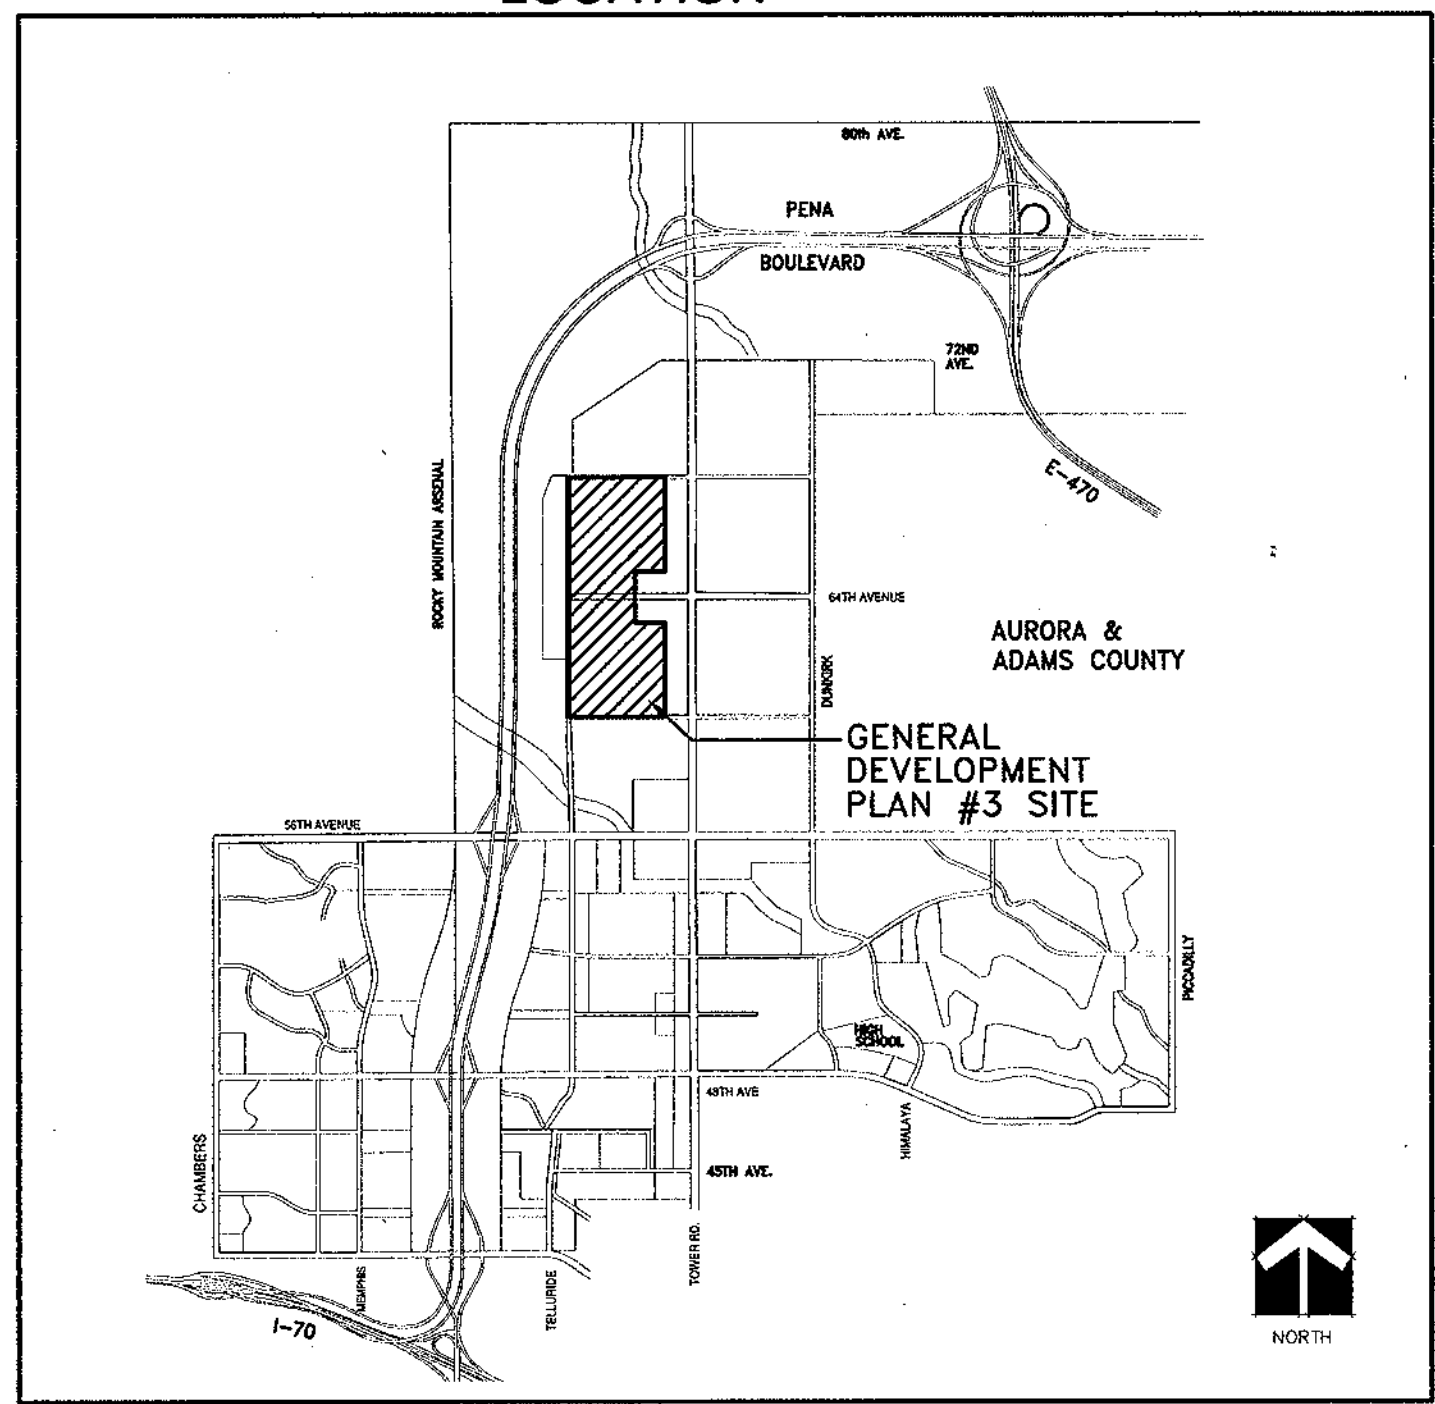 LOCATION
80th AVE.
PENA
BOULEVARD
72ND
AVE.
E-470
ROCKY MOUNTAIN ARSENAL
64TH AVENUE
AURORA &
ADAMS COUNTY
DUNKIRK
GENERAL
DEVELOPMENT
PLAN #3 SITE
56TH AVENUE
PICCADILLY
HIGH
SCHOOL
48TH AVE
HIMALAYA
CHAMBERS
45TH AVE.
TOWER RD.
MEMPHIS
TELLURIDE
I-70
NORTH